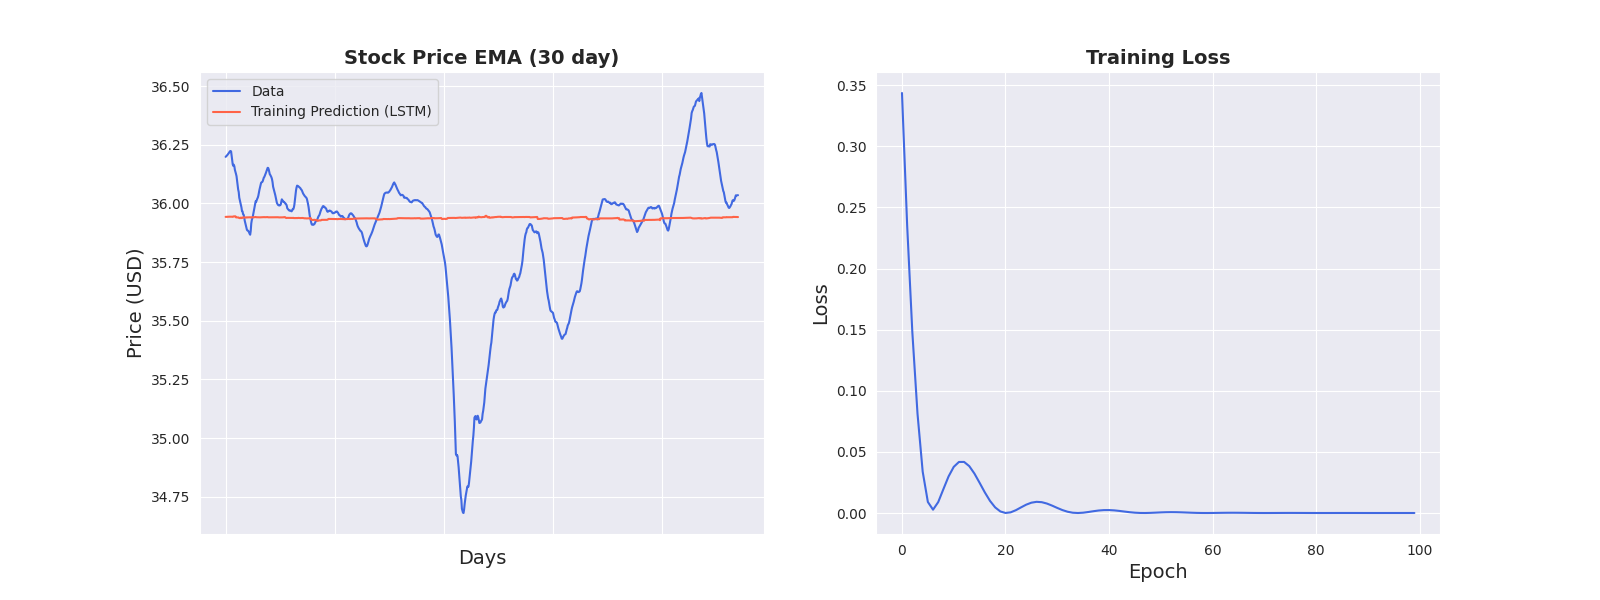 Stock Price EMA (30 day)
Data
Training Prediction (LSTM)
36.50
36.25
36.00
35.75
35.50
35.25
35.00
34.75
Price (USD)
Days
Training Loss
0.35
0.30
0.25
0.20
0.15
0.10
0.05
0.00
Loss
0 20 40 60 80 100
Epoch